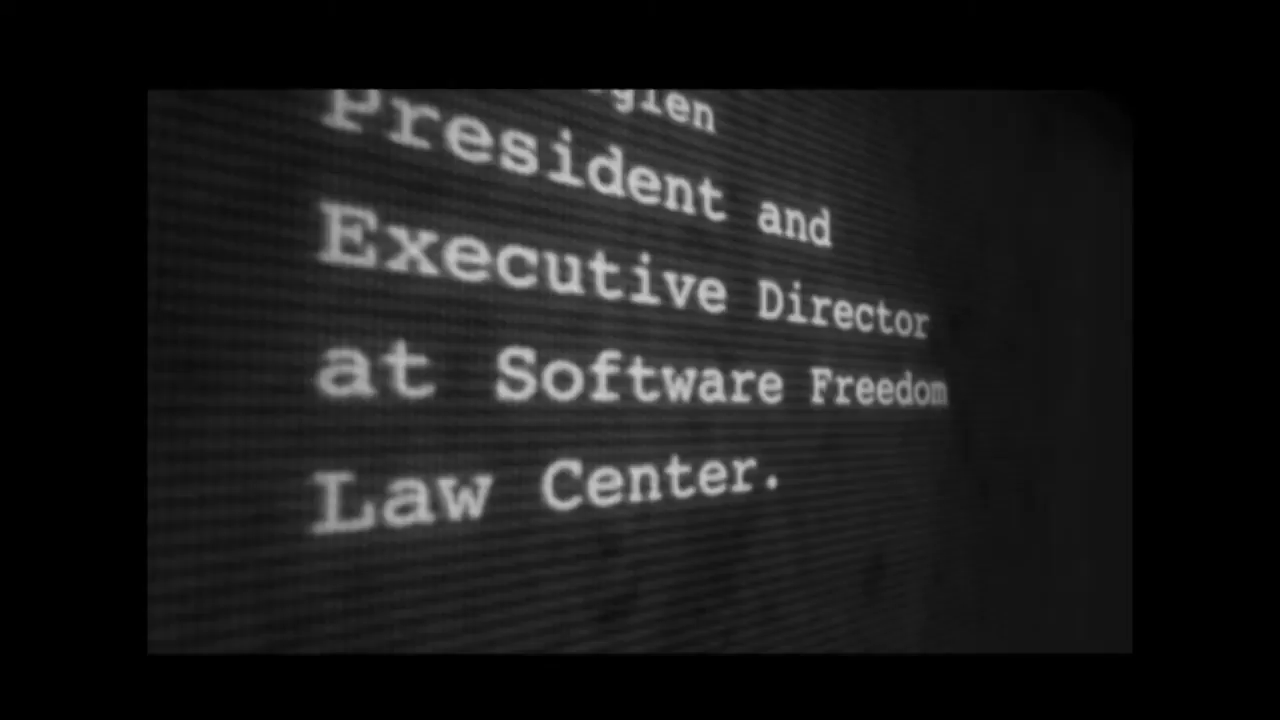 President and
Executive Director
at Software Freedom
Law Center.